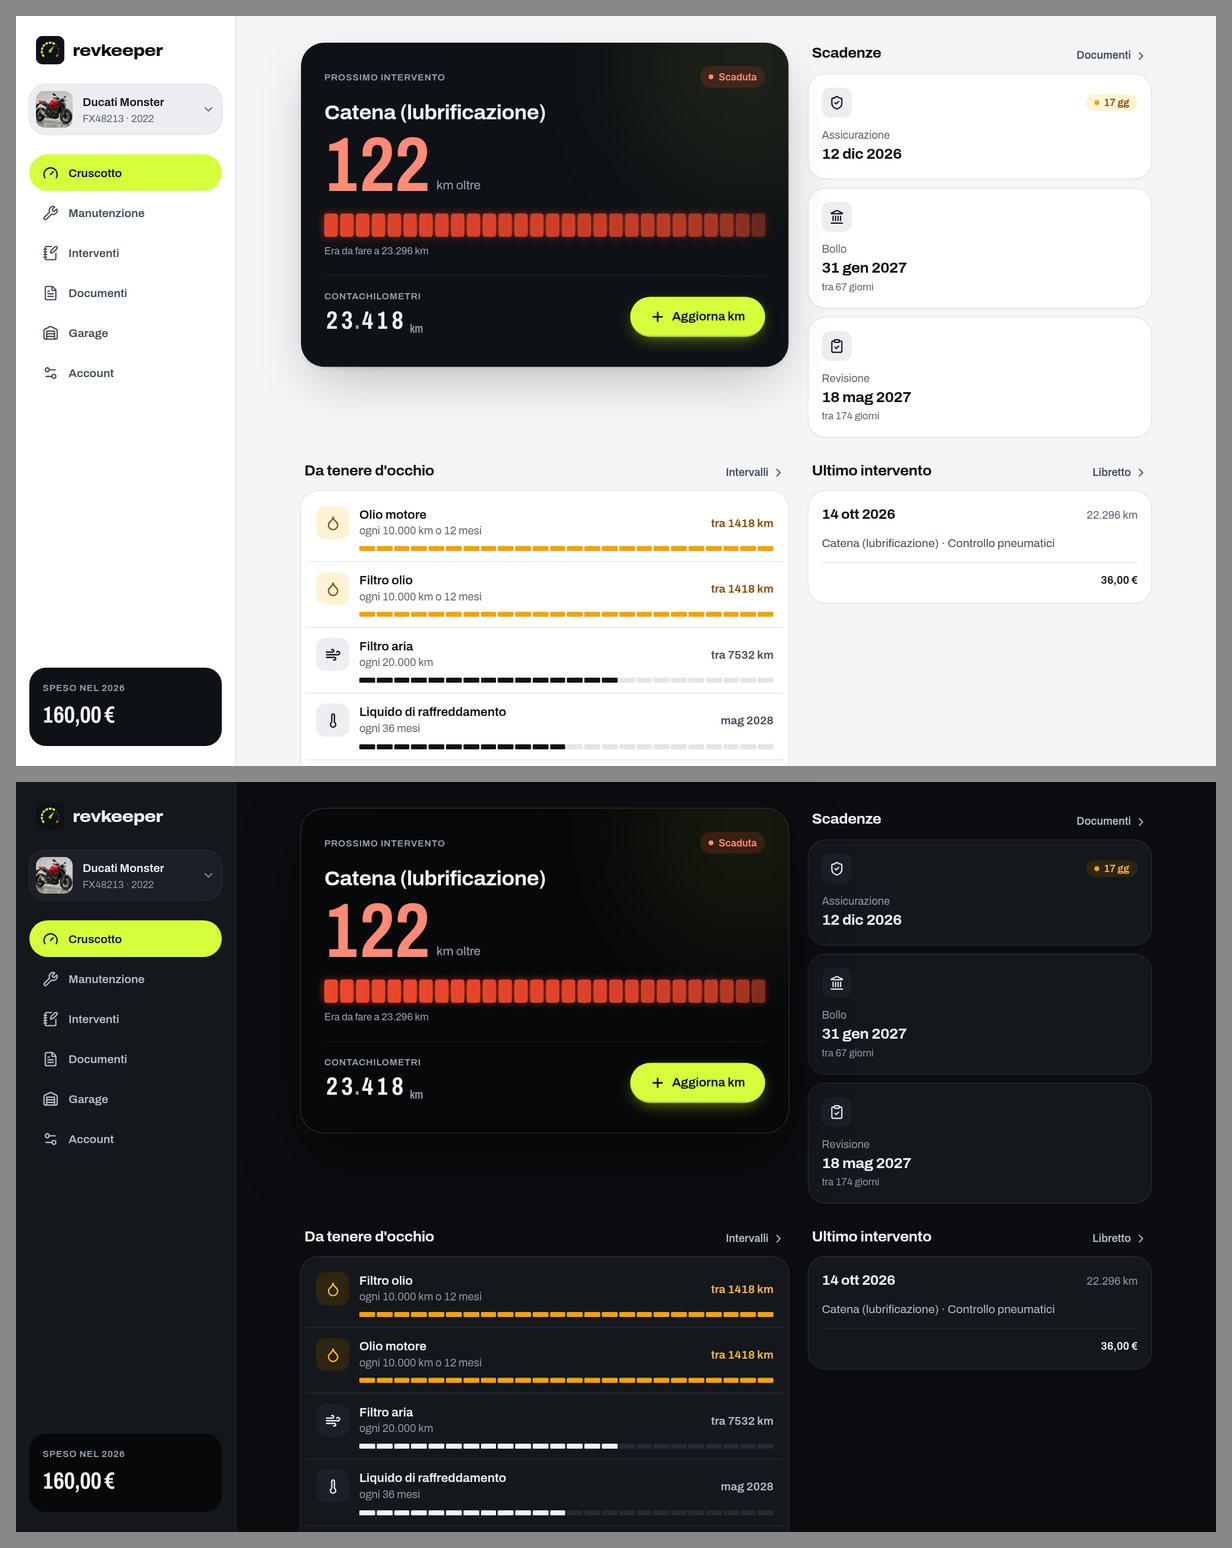 revkeeper
Ducati Monster
FX48213 · 2022
Cruscotto
Manutenzione
Interventi
Documenti
Garage
Account
SPESO NEL 2026
160,00 €
PROSSIMO INTERVENTO
Scaduta
Catena (lubrificazione)
122 km oltre
Era da fare a 23.296 km
CONTACHILOMETRI
23.418 km
Aggiorna km
Scadenze
Documenti
17 gg
Assicurazione
12 dic 2026
Bollo
31 gen 2027
tra 67 giorni
Revisione
18 mag 2027
tra 174 giorni
Da tenere d'occhio
Intervalli
Olio motore
ogni 10.000 km o 12 mesi
tra 1418 km
Filtro olio
ogni 10.000 km o 12 mesi
tra 1418 km
Filtro aria
ogni 20.000 km
tra 7532 km
Liquido di raffreddamento
ogni 36 mesi
mag 2028
Ultimo intervento
Libretto
14 ott 2026
22.296 km
Catena (lubrificazione) · Controllo pneumatici
36,00 €
revkeeper
Ducati Monster
FX48213 · 2022
Cruscotto
Manutenzione
Interventi
Documenti
Garage
Account
SPESO NEL 2026
160,00 €
PROSSIMO INTERVENTO
Scaduta
Catena (lubrificazione)
122 km oltre
Era da fare a 23.296 km
CONTACHILOMETRI
23.418 km
Aggiorna km
Scadenze
Documenti
17 gg
Assicurazione
12 dic 2026
Bollo
31 gen 2027
tra 67 giorni
Revisione
18 mag 2027
tra 174 giorni
Da tenere d'occhio
Intervalli
Filtro olio
ogni 10.000 km o 12 mesi
tra 1418 km
Olio motore
ogni 10.000 km o 12 mesi
tra 1418 km
Filtro aria
ogni 20.000 km
tra 7532 km
Liquido di raffreddamento
ogni 36 mesi
mag 2028
Ultimo intervento
Libretto
14 ott 2026
22.296 km
Catena (lubrificazione) · Controllo pneumatici
36,00 €